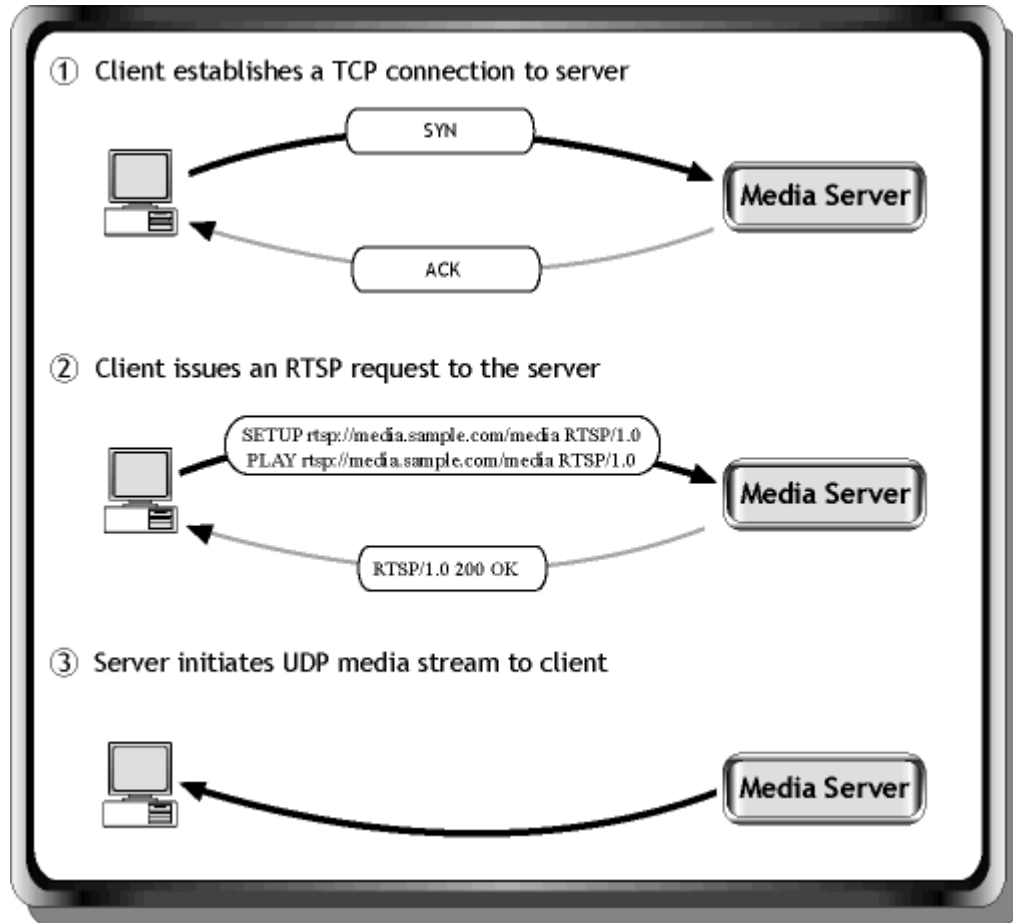 ① Client establishes a TCP connection to server
SYN
Media Server
ACK
② Client issues an RTSP request to the server
SETUP rtsp://media.sample.com/media RTSP/1.0
PLAY rtsp://media.sample.com/media RTSP/1.0
Media Server
RTSP/1.0 200 OK
③ Server initiates UDP media stream to client
Media Server